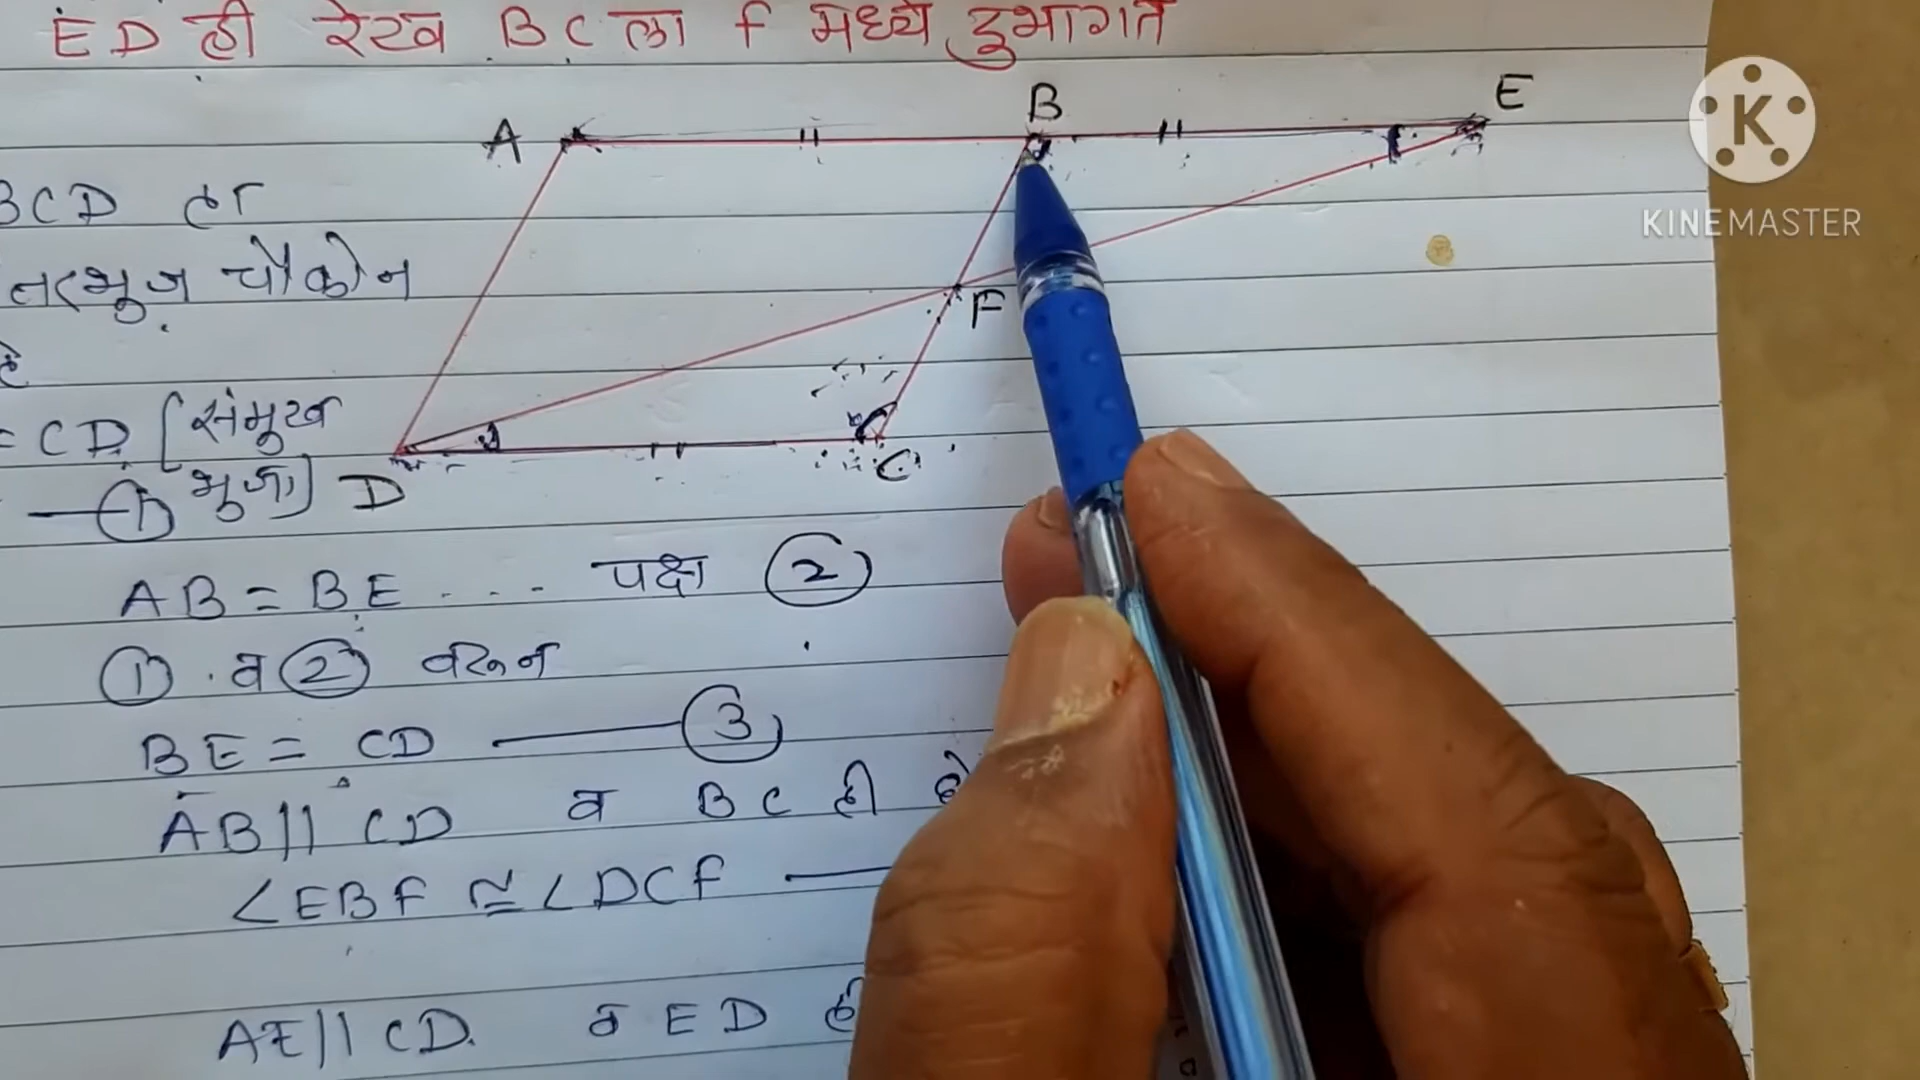 ED ही रेख BC ला F मध्ये दुभागते
A B E
K
KINEMASTER
BCD हा
तरभुज चौकोन
F
हे
= CD [संमुख
भुजा]
① D C
AB = BE .... पक्ष ②
① व ② वरून
BE = CD — ③
AB || CD व BC ही
∠EBF ≅ ∠DCF —
AE || CD. व ED ही